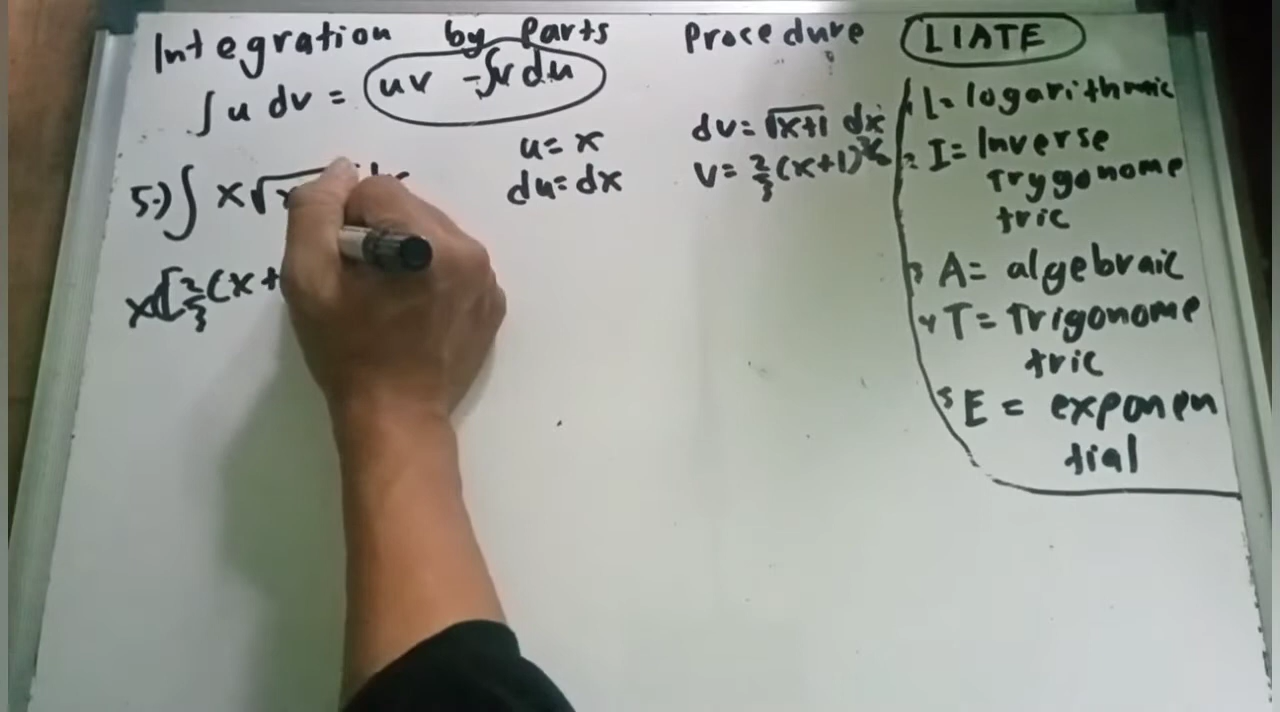 Integration by Parts Procedure LIATE
∫ u dv = uv - ∫v du
u = x
du = dx
dv = √x+1 dx
v = 2/3 (x+1)
5.) ∫ x√
x [2/3 (x+
1 L= logarithmic
2 I= Inverse
Trygonome
tric
3 A= algebraic
4 T= Trigonome
tric
5 E = exponen
tial